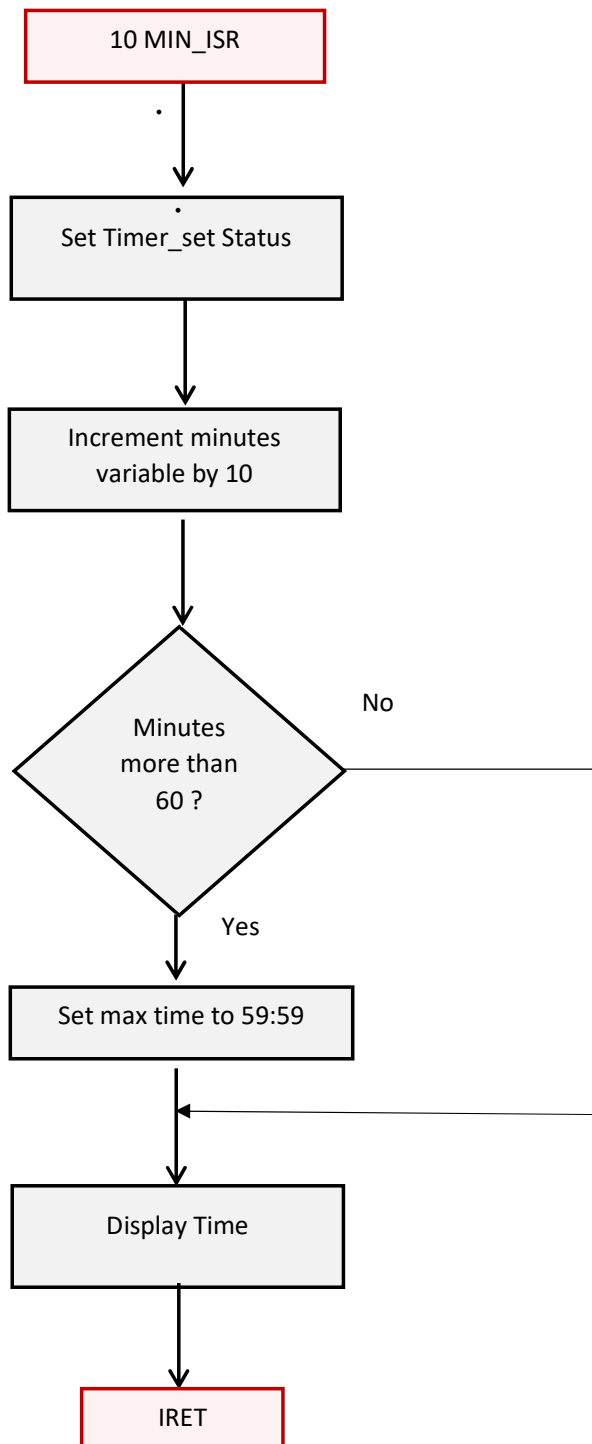 10 MIN_ISR
.
.
Set Timer_set Status
Increment minutes
variable by 10
No
Minutes
more than
60 ?
Yes
Set max time to 59:59
Display Time
IRET